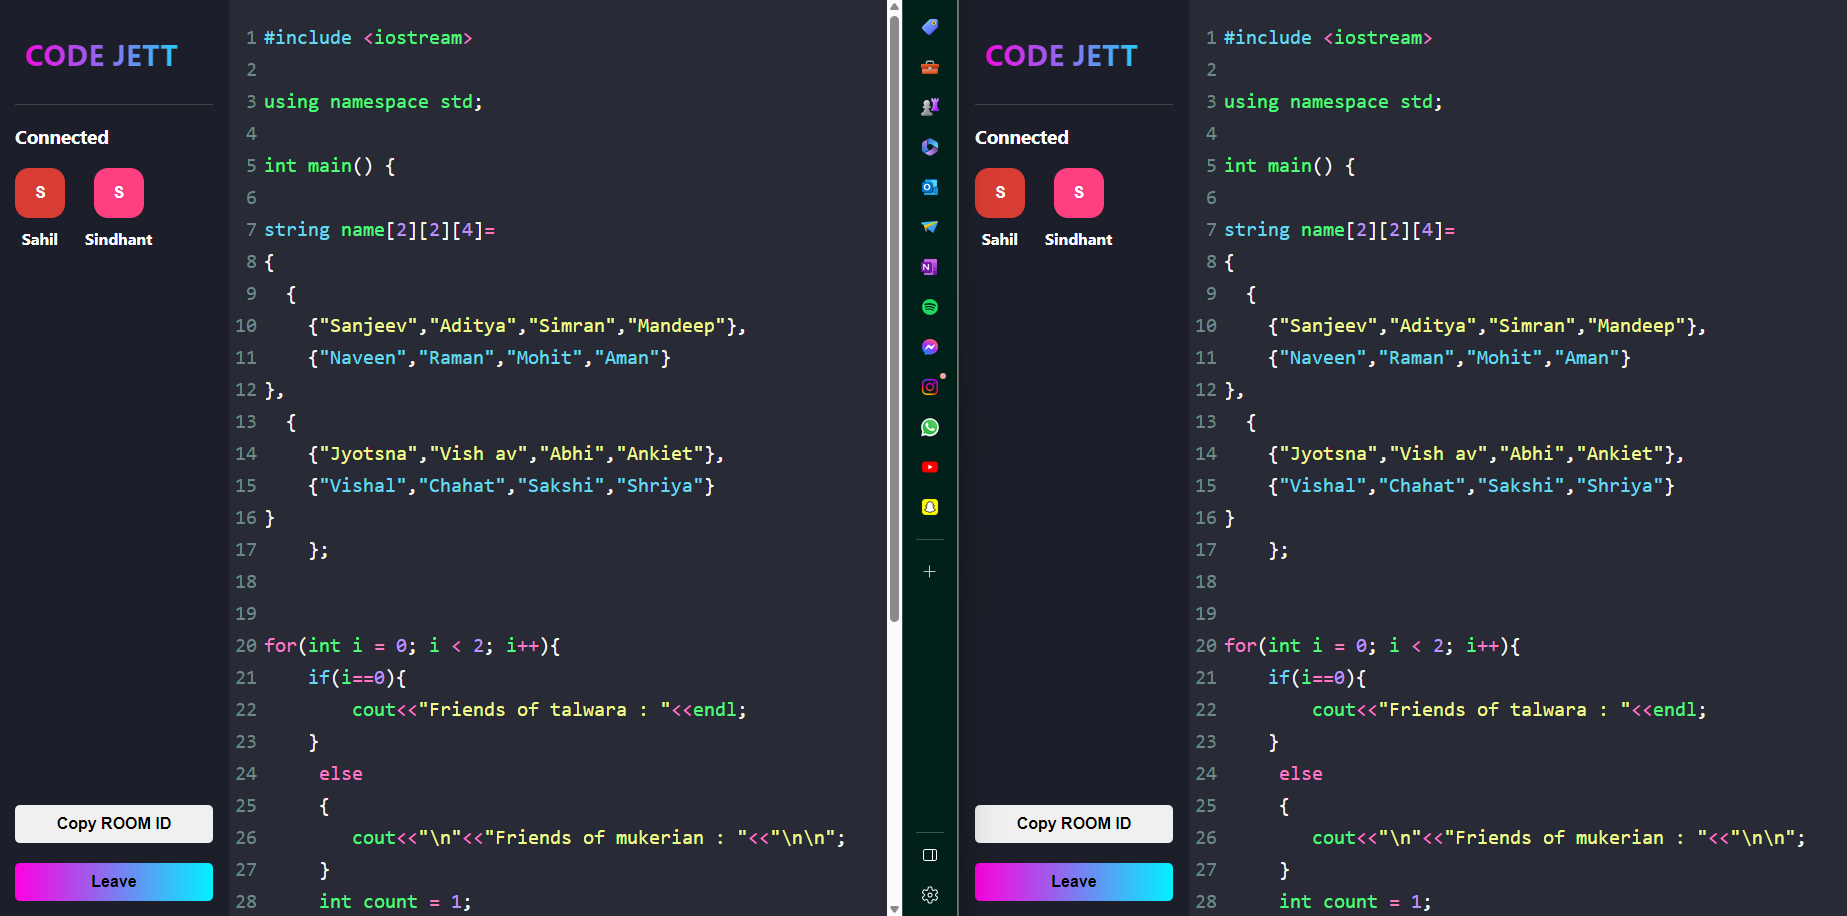 CODE JETT
Connected
S S
Sahil Sindhant
Copy ROOM ID
Leave
1 #include <iostream>
2
3 using namespace std;
4
5 int main() {
6
7 string name[2][2][4]=
8 {
9   {
10     {"Sanjeev","Aditya","Simran","Mandeep"},
11     {"Naveen","Raman","Mohit","Aman"}
12 },
13   {
14     {"Jyotsna","Vish av","Abhi","Ankiet"},
15     {"Vishal","Chahat","Sakshi","Shriya"}
16 }
17     };
18
19
20 for(int i = 0; i < 2; i++){
21     if(i==0){
22         cout<<"Friends of talwara : "<<endl;
23     }
24      else
25      {
26         cout<<"\n"<<"Friends of mukerian : "<<"\n\n";
27      }
28      int count = 1;
CODE JETT
Connected
S S
Sahil Sindhant
Copy ROOM ID
Leave
1 #include <iostream>
2
3 using namespace std;
4
5 int main() {
6
7 string name[2][2][4]=
8 {
9   {
10     {"Sanjeev","Aditya","Simran","Mandeep"},
11     {"Naveen","Raman","Mohit","Aman"}
12 },
13   {
14     {"Jyotsna","Vish av","Abhi","Ankiet"},
15     {"Vishal","Chahat","Sakshi","Shriya"}
16 }
17     };
18
19
20 for(int i = 0; i < 2; i++){
21     if(i==0){
22         cout<<"Friends of talwara : "<<endl;
23     }
24      else
25      {
26         cout<<"\n"<<"Friends of mukerian : "<<"\n\n";
27      }
28      int count = 1;